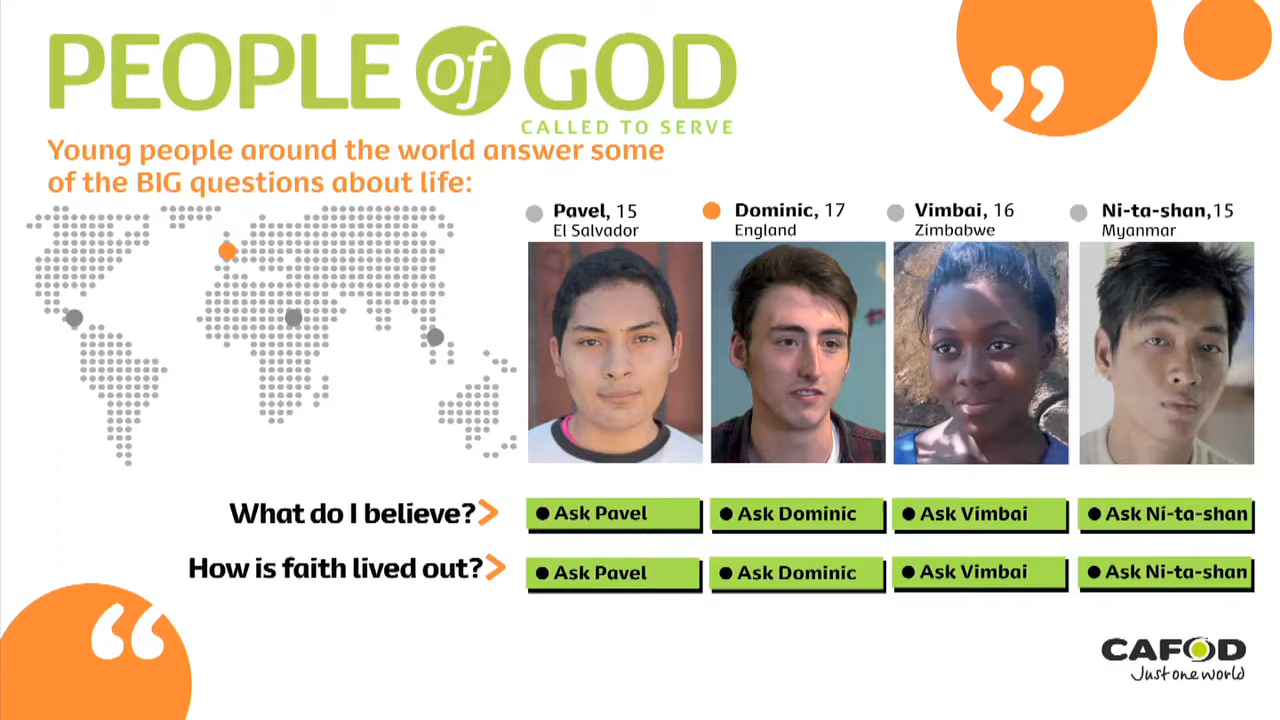 PEOPLE of GOD
CALLED TO SERVE
Young people around the world answer some
of the BIG questions about life:
Pavel, 15
El Salvador
Dominic, 17
England
Vimbai, 16
Zimbabwe
Ni-ta-shan,15
Myanmar
What do I believe?
Ask Pavel
Ask Dominic
Ask Vimbai
Ask Ni-ta-shan
How is faith lived out?
Ask Pavel
Ask Dominic
Ask Vimbai
Ask Ni-ta-shan
CAFOD
Just one world